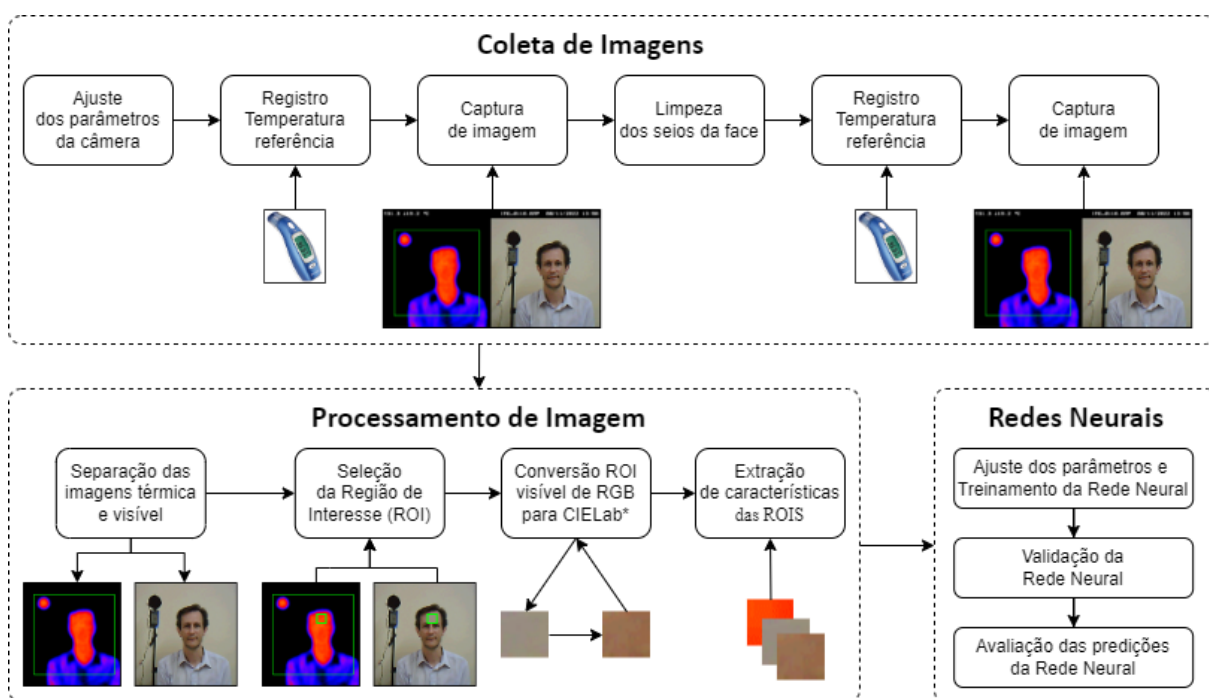 Coleta de Imagens
Ajuste
dos parâmetros
da câmera
Registro
Temperatura
referência
Captura
de imagem
Limpeza
dos seios da face
Registro
Temperatura
referência
Captura
de imagem
Processamento de Imagem
Separação das
imagens térmica
e visível
Seleção
da Região de
Interesse (ROI)
Conversão ROI
visível de RGB
para CIELab*
Extração
de características
das ROIS
Redes Neurais
Ajuste dos parâmetros e
Treinamento da Rede Neural
Validação da
Rede Neural
Avaliação das predições
da Rede Neural